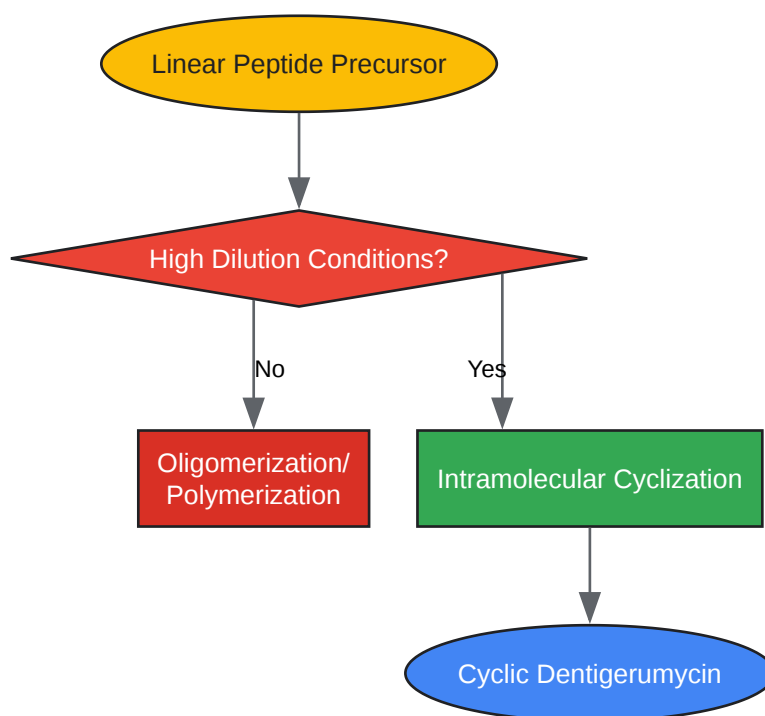 Linear Peptide Precursor
High Dilution Conditions?
No
Yes
Oligomerization/
Polymerization
Intramolecular Cyclization
Cyclic Dentigerumycin